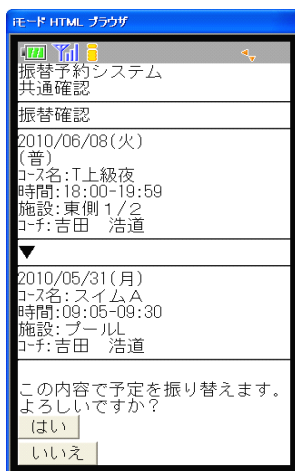 iモード HTML ブラウザ
振替予約システム
共通確認
振替確認
2010/06/08(火)
(普)
ｺｰｽ名:T上級夜
時間:18:00-19:59
施設:東側１/２
ｺｰﾁ:吉田　浩道
▼
2010/05/31(月)
ｺｰｽ名:スイムＡ
時間:09:05-09:30
施設:プールL
ｺｰﾁ:吉田　浩道
この内容で予定を振り替えます。
よろしいですか？
はい
いいえ